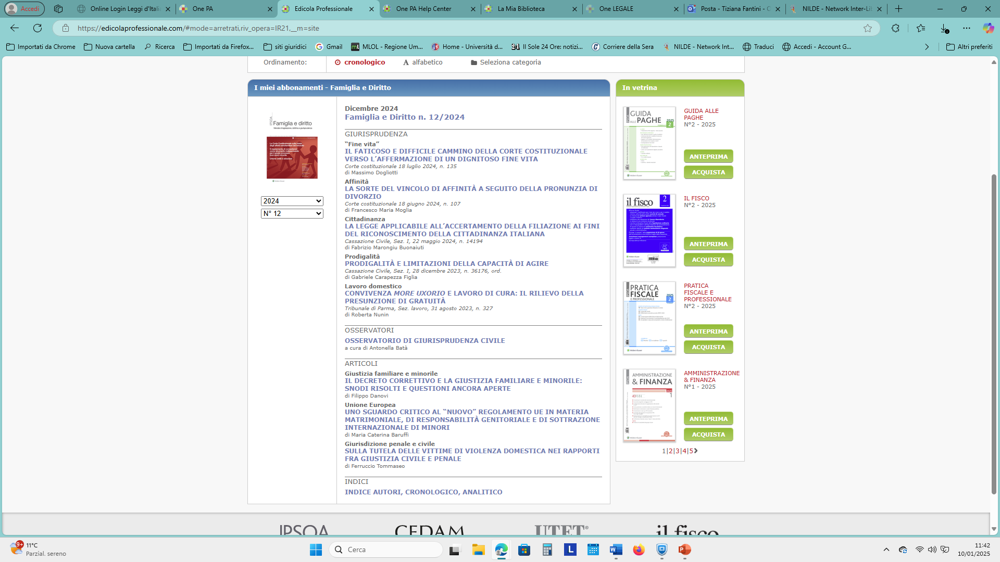 Accedi
Online Login Leggi d'Itali
One PA
Edicola Professionale
One PA Help Center
La Mia Biblioteca
One LEGALE
Posta - Tiziana Fantini - O
NILDE - Network Inter-Lib
https://edicolaprofessionale.com/#mode=arretrati,riv_opera=IR21,__m=site
Importati da Chrome
Nuova cartella
Ricerca
Importati da Firefox...
siti giuridici
Gmail
MLOL - Regione Um...
Home - Università d...
Il Sole 24 Ore: notizi...
Corriere della Sera
NILDE - Network Int...
Traduci
Accedi - Account G...
Altri preferiti
Ordinamento:
cronologico
alfabetico
Seleziona categoria
I miei abbonamenti - Famiglia e Diritto
IPSOA
Famiglia e diritto
2024
N° 12
Dicembre 2024
Famiglia e Diritto n. 12/2024
GIURISPRUDENZA
“Fine vita”
IL FATICOSO E DIFFICILE CAMMINO DELLA CORTE COSTITUZIONALE
VERSO L’AFFERMAZIONE DI UN DIGNITOSO FINE VITA
Corte costituzionale 18 luglio 2024, n. 135
di Massimo Dogliotti
Affinità
LA SORTE DEL VINCOLO DI AFFINITÀ A SEGUITO DELLA PRONUNZIA DI
DIVORZIO
Corte costituzionale 18 giugno 2024, n. 107
di Francesco Maria Moglia
Cittadinanza
LA LEGGE APPLICABILE ALL’ACCERTAMENTO DELLA FILIAZIONE AI FINI
DEL RICONOSCIMENTO DELLA CITTADINANZA ITALIANA
Cassazione Civile, Sez. I, 22 maggio 2024, n. 14194
di Fabrizio Marongiu Buonaiuti
Prodigalità
PRODIGALITÀ E LIMITAZIONI DELLA CAPACITÀ DI AGIRE
Cassazione Civile, Sez. I, 28 dicembre 2023, n. 36176, ord.
di Gabriele Carapezza Figlia
Lavoro domestico
CONVIVENZA MORE UXORIO E LAVORO DI CURA: IL RILIEVO DELLA
PRESUNZIONE DI GRATUITÀ
Tribunale di Parma, Sez. lavoro, 31 agosto 2023, n. 327
di Roberta Nunin
OSSERVATORI
OSSERVATORIO DI GIURISPRUDENZA CIVILE
a cura di Antonella Batà
ARTICOLI
Giustizia familiare e minorile
IL DECRETO CORRETTIVO E LA GIUSTIZIA FAMILIARE E MINORILE:
SNODI RISOLTI E QUESTIONI ANCORA APERTE
di Filippo Danovi
Unione Europea
UNO SGUARDO CRITICO AL “NUOVO” REGOLAMENTO UE IN MATERIA
MATRIMONIALE, DI RESPONSABILITÀ GENITORIALE E DI SOTTRAZIONE
INTERNAZIONALE DI MINORI
di Maria Caterina Baruffi
Giurisdizione penale e civile
SULLA TUTELA DELLE VITTIME DI VIOLENZA DOMESTICA NEI RAPPORTI
FRA GIUSTIZIA CIVILE E PENALE
di Ferruccio Tommaseo
INDICI
INDICE AUTORI, CRONOLOGICO, ANALITICO
In vetrina
GUIDA
ALLE PAGHE
2025
2
GUIDA ALLE
PAGHE
N°2 - 2025
ANTEPRIMA
ACQUISTA
il fisco
2
IL FISCO
N°2 - 2025
ANTEPRIMA
ACQUISTA
PRATICA
FISCALE
E PROFESSIONALE
2025
2
PRATICA
FISCALE E
PROFESSIONALE
N°2 - 2025
ANTEPRIMA
ACQUISTA
AMMINISTRAZIONE
& FINANZA
1
AMMINISTRAZIONE
& FINANZA
N°1 - 2025
ANTEPRIMA
ACQUISTA
1|2|3|4|5
IPSOA
CEDAM
UTET®
il fisco
9+
11°C
Parzial. sereno
Cerca
11:42
10/01/2025